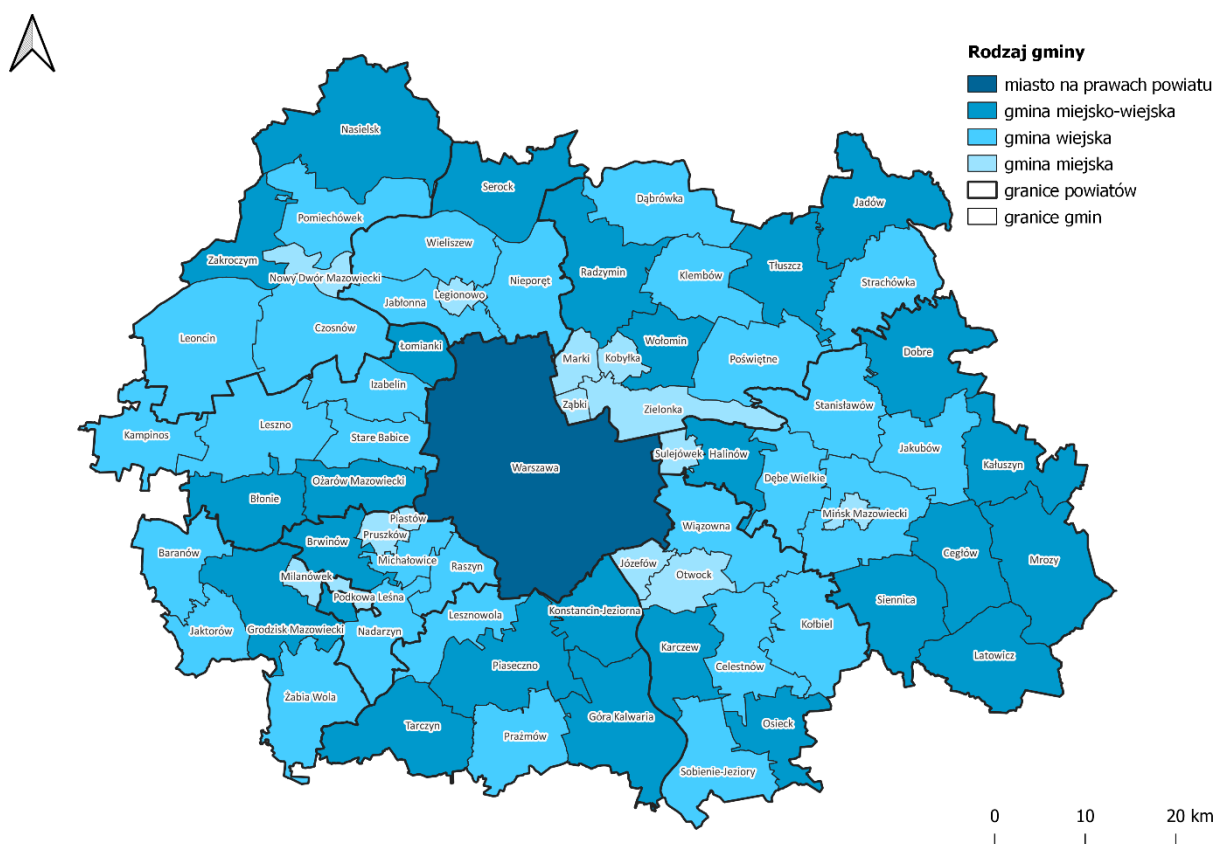 Rodzaj gminy
miasto na prawach powiatu
gmina miejsko-wiejska
gmina wiejska
gmina miejska
granice powiatów
granice gmin
Nasielsk
Serock
Dąbrówka
Jadów
Pomiechówek
Wieliszew
Zakroczym
Nowy Dwór Mazowiecki
Nieporęt
Radzymin
Klembów
Tłuszcz
Strachówka
Legionowo
Jabłonna
Leoncin
Czosnów
Łomianki
Wołomin
Dobre
Marki
Kobyłka
Poświętne
Izabelin
Ząbki
Zielonka
Stanisławów
Leszno
Kampinos
Stare Babice
Jakubów
Warszawa
Sulejówek
Halinów
Kałuszyn
Dębe Wielkie
Ożarów Mazowiecki
Błonie
Mińsk Mazowiecki
Piastów
Wiązowna
Pruszków
Brwinów
Baranów
Michałowice
Józefów
Raszyn
Cegłów
Mrozy
Milanówek
Otwock
Podkowa Leśna
Siennica
Konstancin-Jeziorna
Lesznowola
Kołbiel
Jaktorów
Grodzisk Mazowiecki
Nadarzyn
Karczew
Latowicz
Piaseczno
Celestnów
Żabia Wola
Góra Kalwaria
Osieck
Tarczyn
Prażmów
Sobienie-Jeziory
0 10 20 km